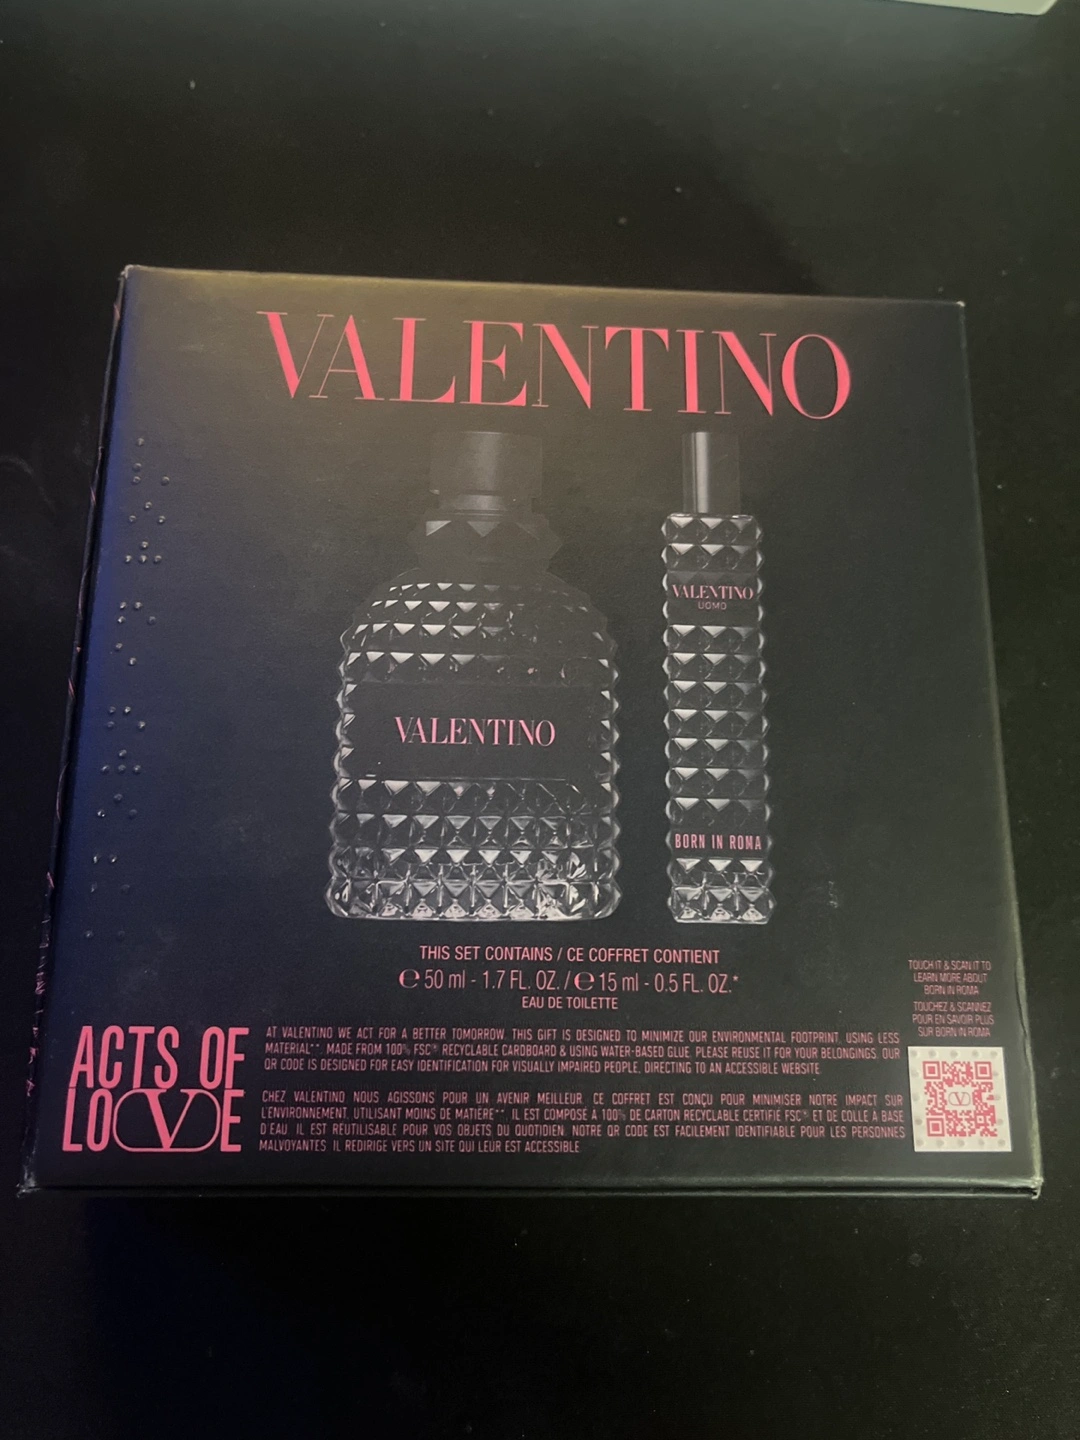 VALENTINO
VALENTINO
UOMO
VALENTINO
BORN IN ROMA
THIS SET CONTAINS / CE COFFRET CONTIENT
℮ 50 ml - 1.7 FL. OZ. / ℮ 15 ml - 0.5 FL. OZ.*
EAU DE TOILETTE
TOUCH IT & SCAN IT TO
LEARN MORE ABOUT
BORN IN ROMA
TOUCHEZ & SCANNEZ
POUR EN SAVOIR PLUS
SUR BORN IN ROMA
ACTS OF
LOVE
AT VALENTINO WE ACT FOR A BETTER TOMORROW. THIS GIFT IS DESIGNED TO MINIMIZE OUR ENVIRONMENTAL FOOTPRINT, USING LESS
MATERIAL**, MADE FROM 100% FSC® RECYCLABLE CARDBOARD & USING WATER-BASED GLUE. PLEASE REUSE IT FOR YOUR BELONGINGS. OUR
QR CODE IS DESIGNED FOR EASY IDENTIFICATION FOR VISUALLY IMPAIRED PEOPLE, DIRECTING TO AN ACCESSIBLE WEBSITE.
CHEZ VALENTINO NOUS AGISSONS POUR UN AVENIR MEILLEUR. CE COFFRET EST CONÇU POUR MINIMISER NOTRE IMPACT SUR
L'ENVIRONNEMENT, UTILISANT MOINS DE MATIÈRE**. IL EST COMPOSÉ À 100% DE CARTON RECYCLABLE CERTIFIÉ FSC® ET DE COLLE À BASE
D'EAU. IL EST RÉUTILISABLE POUR VOS OBJETS DU QUOTIDIEN. NOTRE QR CODE EST FACILEMENT IDENTIFIABLE POUR LES PERSONNES
MALVOYANTES. IL REDIRIGE VERS UN SITE QUI LEUR EST ACCESSIBLE.